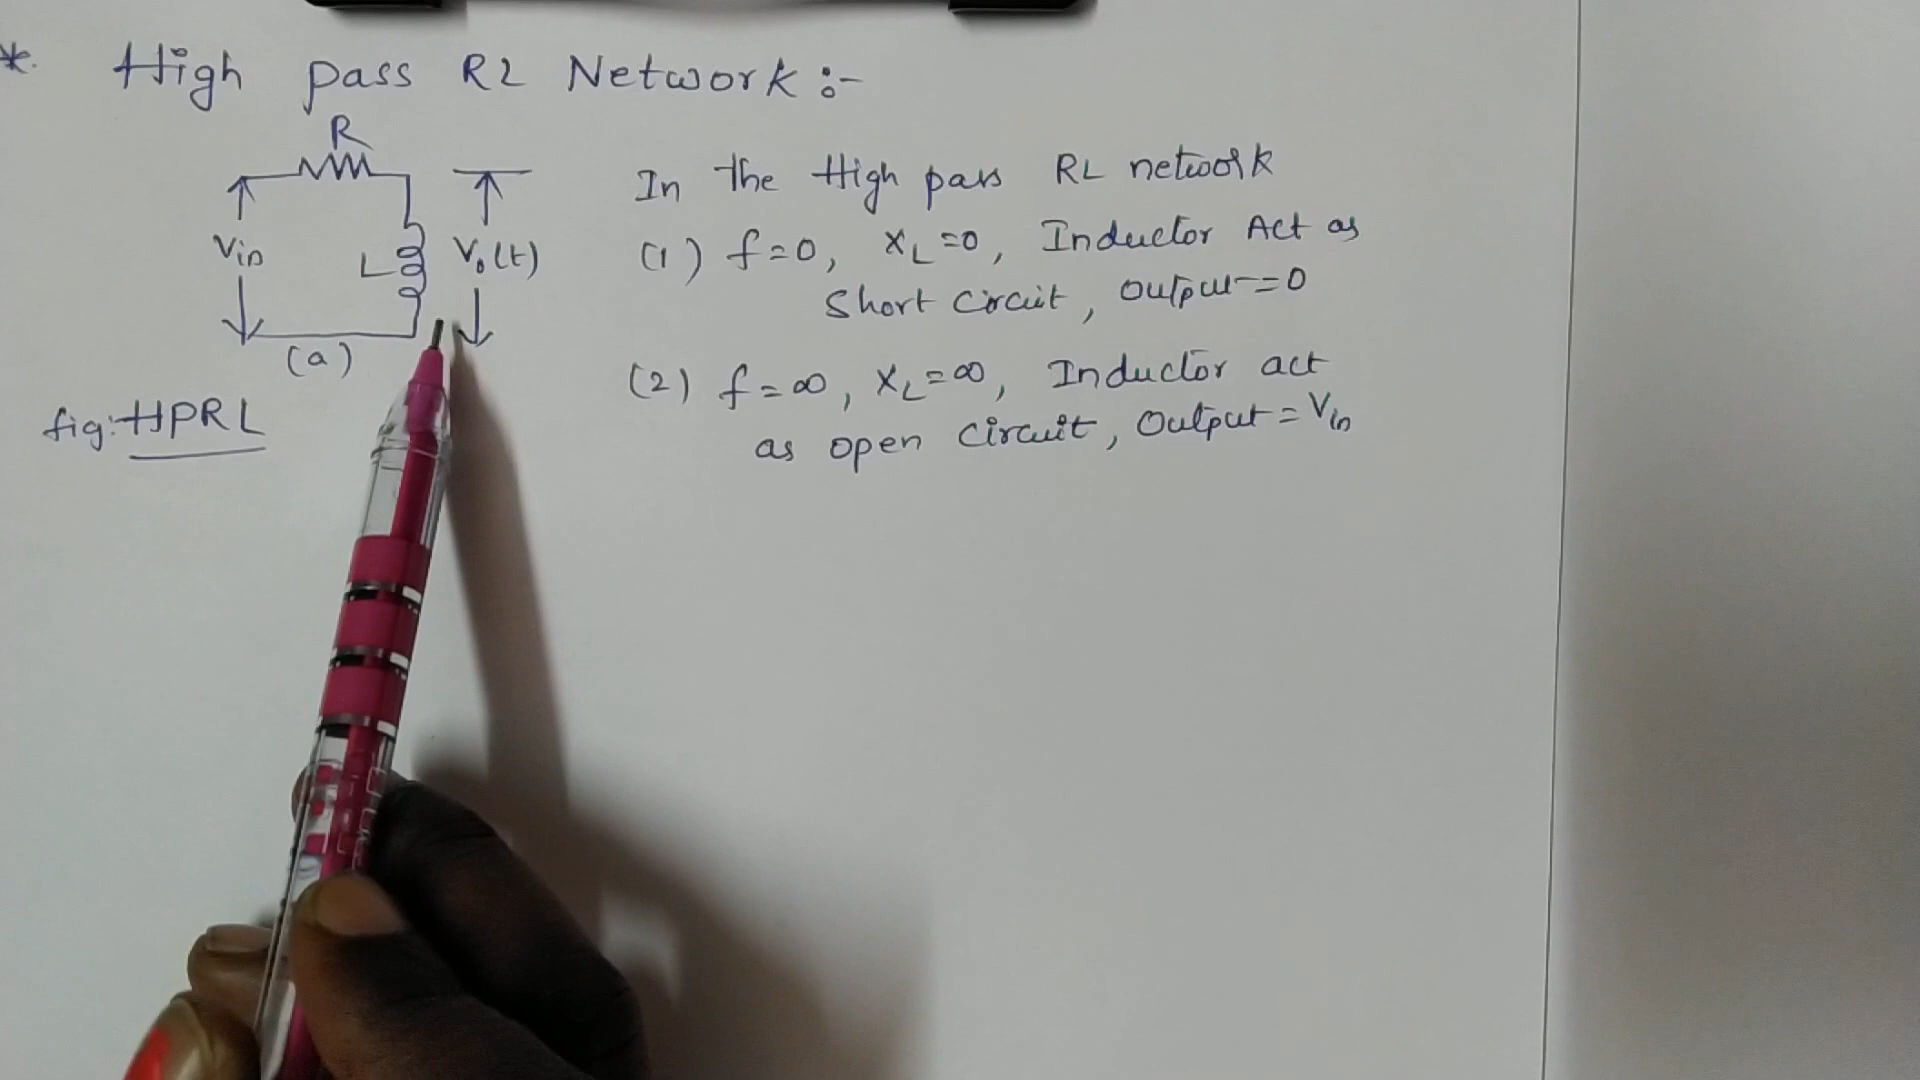 *. High pass RL Network :-
R
Vin
L
Vo(t)
(a)
fig: HPRL
In the High pass RL network
(1) f=0, XL=0, Inductor Act as
Short Circuit, Output=0
(2) f=∞, XL=∞, Inductor act
as open circuit, Output=Vin